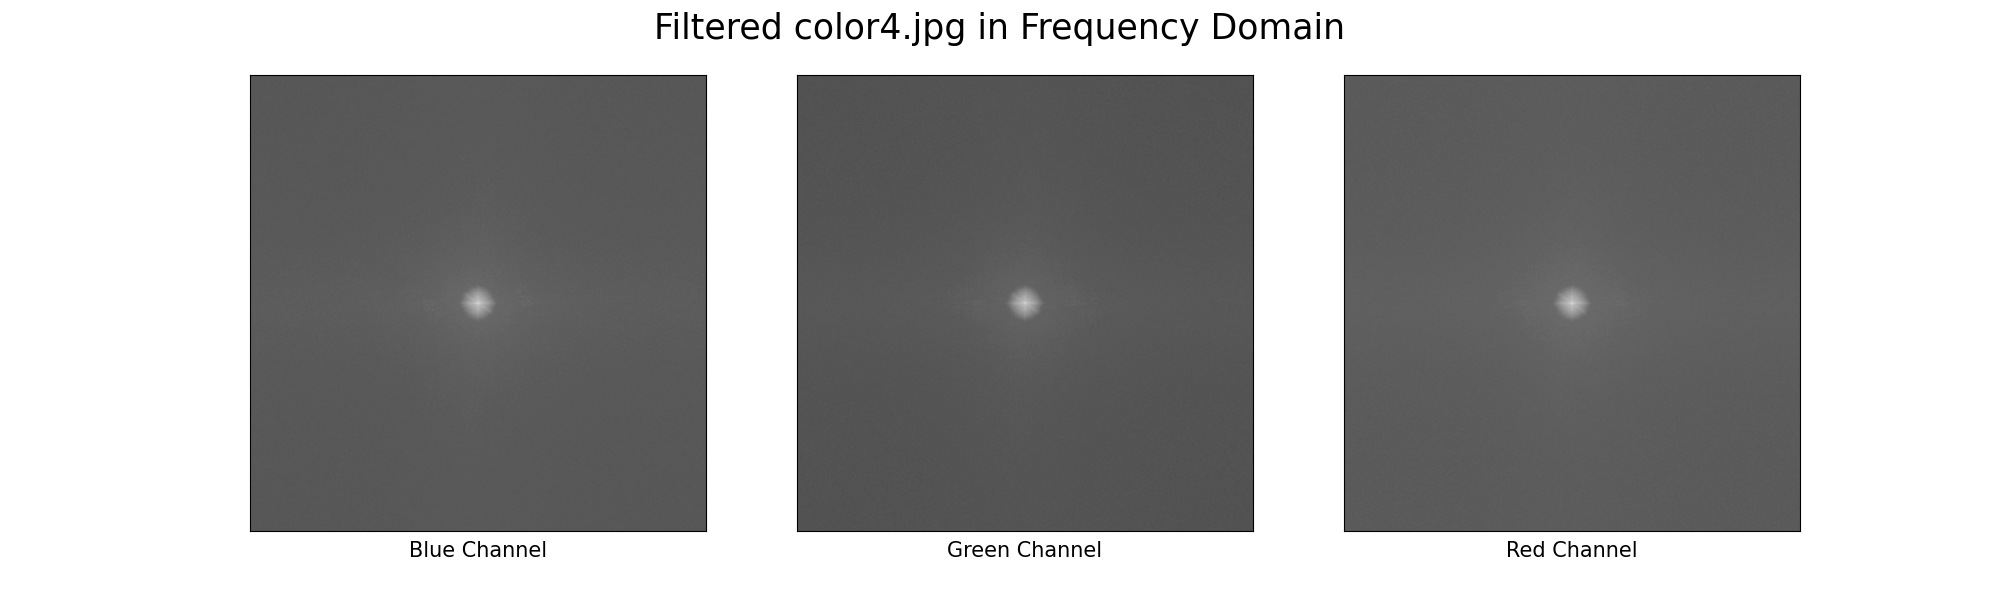 Filtered color4.jpg in Frequency Domain
Blue Channel
Green Channel
Red Channel